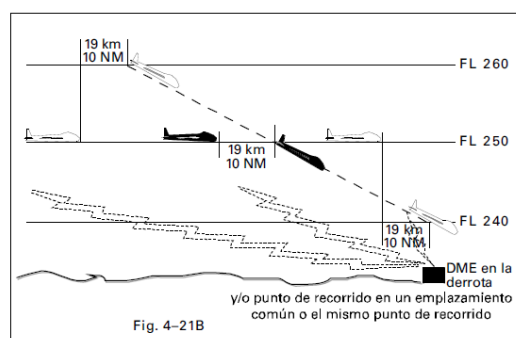 19 km
10 NM
FL 260
FL 250
19 km
10 NM
FL 240
19 km
10 NM
DME en la
derrota
y/o punto de recorrido en un emplazamiento
común o el mismo punto de recorrido
Fig. 4–21B